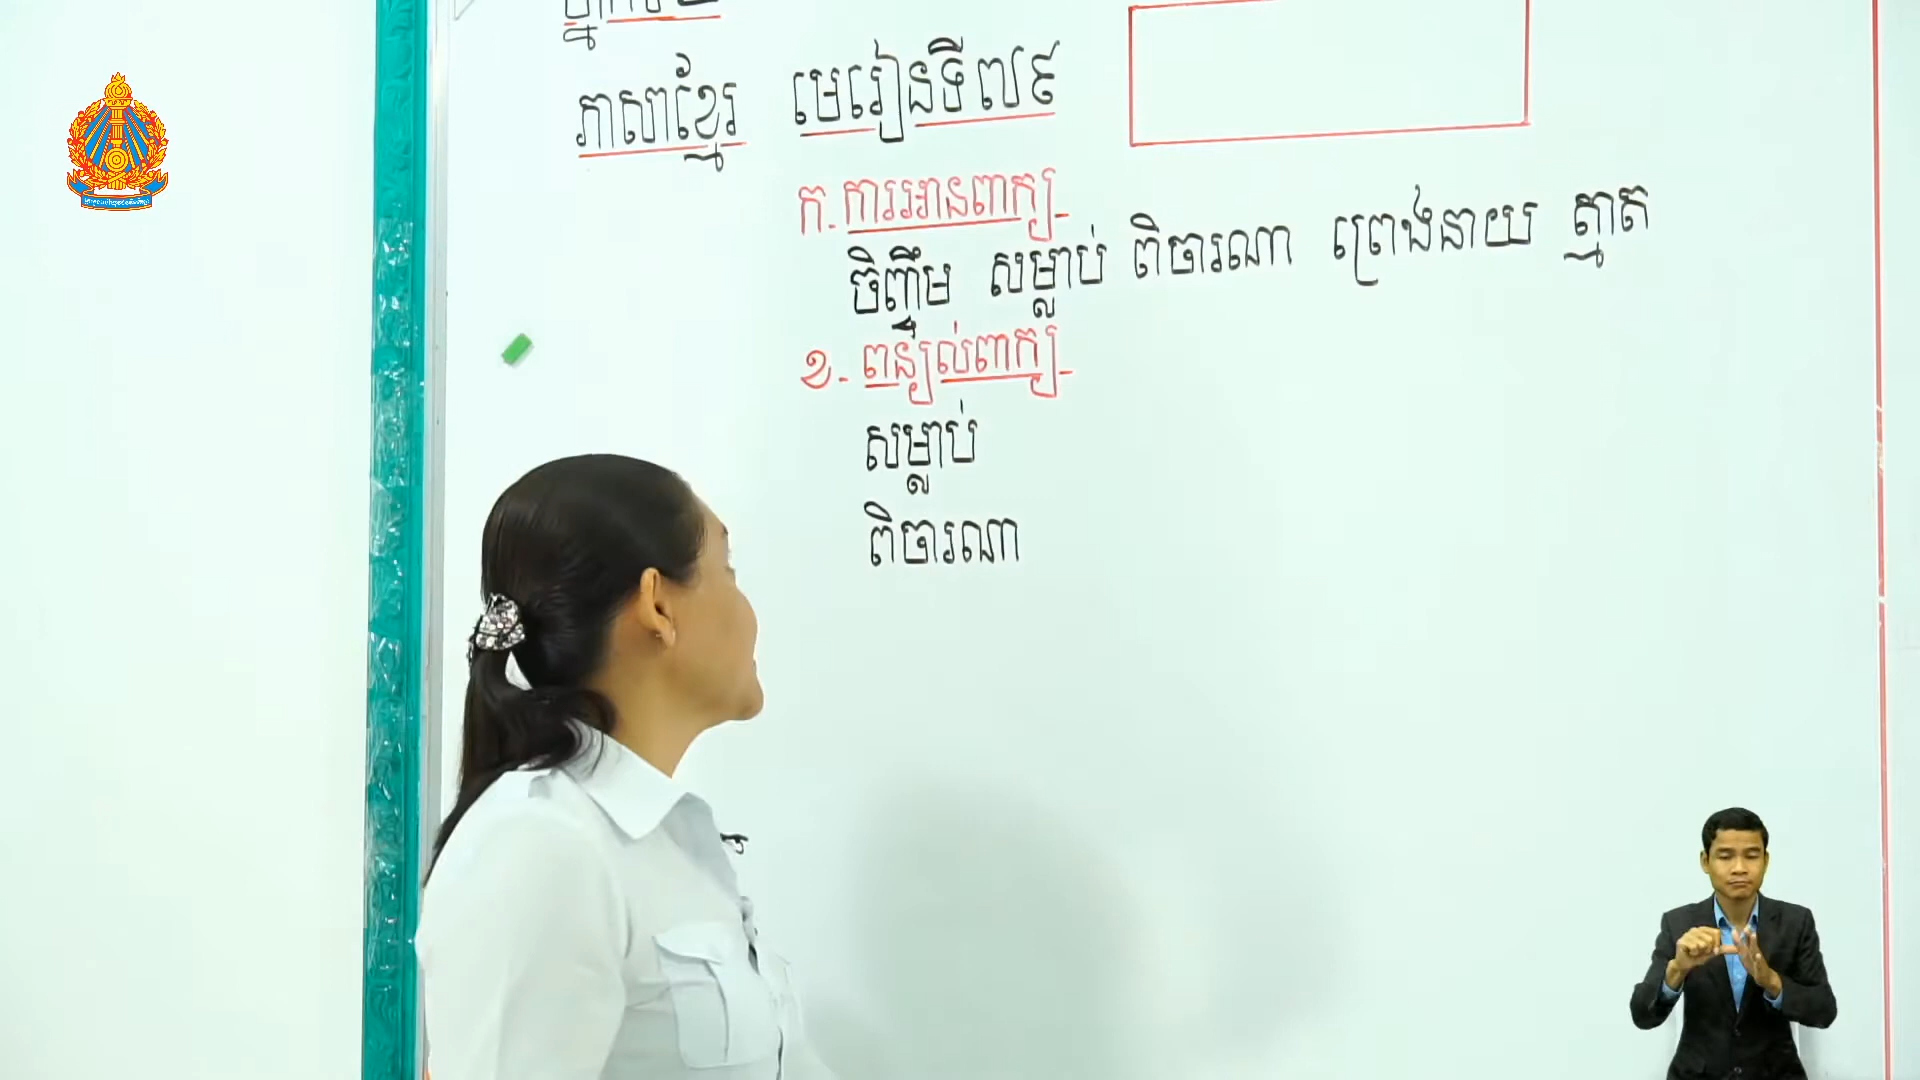 ភាសាខ្មែរ មេរៀនទី៧៩
ក. ការអានពាក្យ
ចិញ្ចឹម សម្លាប់ ពិចារណា ព្រេងនាយ ត្មាត
ខ. ពន្យល់ពាក្យ
សម្លាប់
ពិចារណា